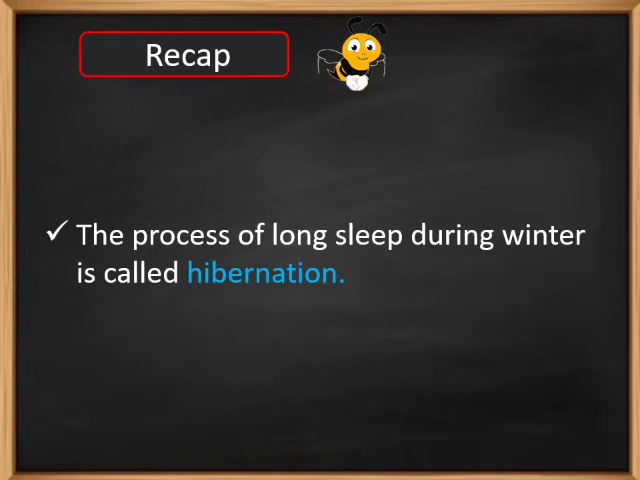 Recap
✓ The process of long sleep during winter
is called hibernation.